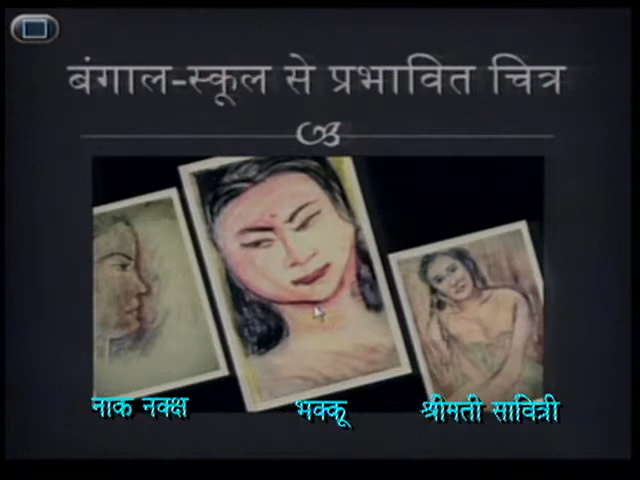 बंगाल-स्कूल से प्रभावित चित्र
नाक नक्ष
भक्कू
श्रीमती सावित्री